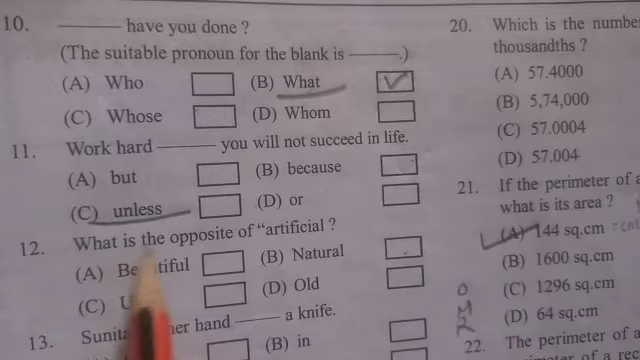 10. ——— have you done ?
(The suitable pronoun for the blank is ———.)
(A) Who (B) What
(C) Whose (D) Whom
11. Work hard ——— you will not succeed in life.
(A) but (B) because
(C) unless (D) or
12. What is the opposite of "artificial ?
(A) (B) Natural
(C) (D) Old
13. her hand ——— a knife.
(B) in
20. Which is the
thousandths ?
(A) 57.4000
(B) 5,74,000
(C) 57.0004
(D) 57.004
21. If the perimeter of a
what is its area ?
(A) 144 sq.cm
(B) 1600 sq.cm
(C) 1296 sq.cm
(D) 64 sq.cm
22. The perimeter of a
of a